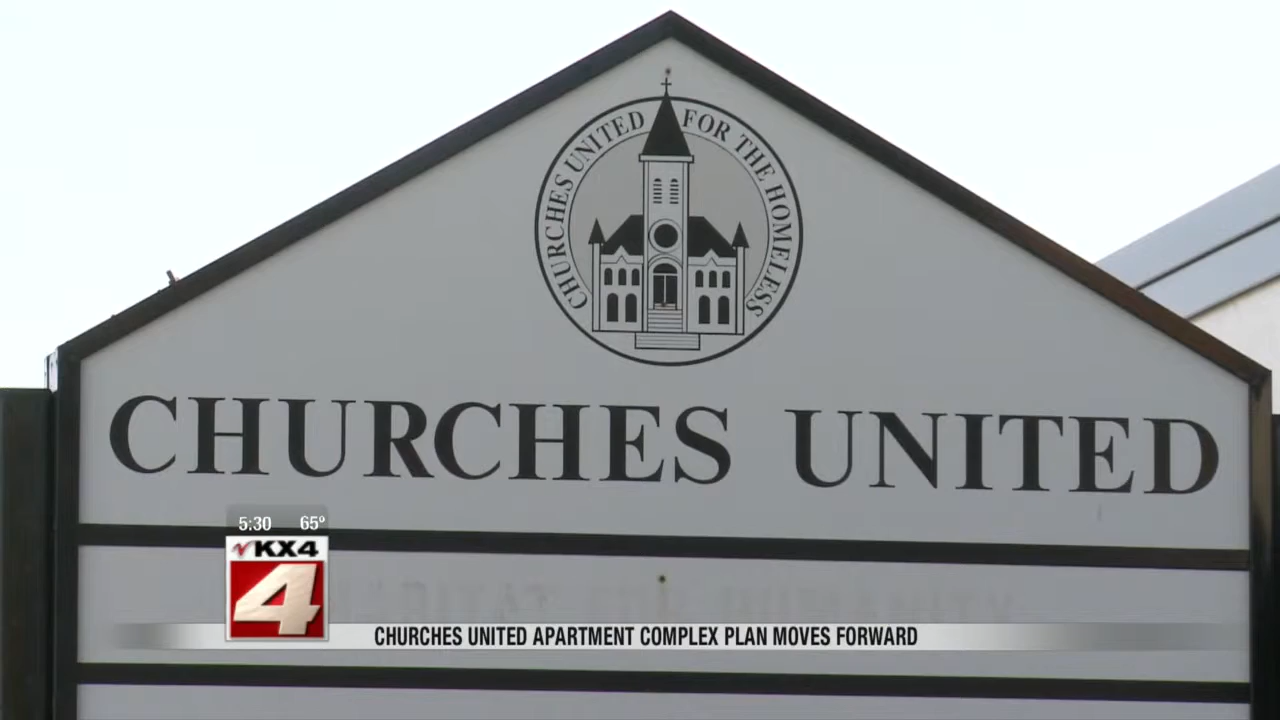 CHURCHES UNITED FOR THE HOMELESS
CHURCHES UNITED
5:30 65°
KX4
4
CHURCHES UNITED APARTMENT COMPLEX PLAN MOVES FORWARD